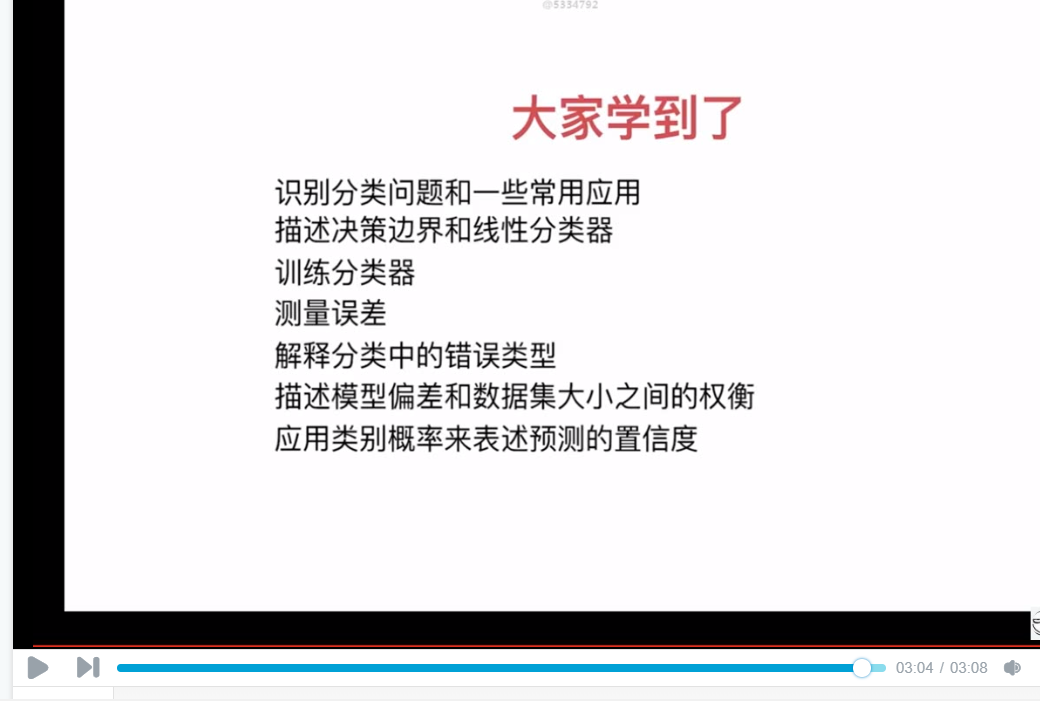 @5334792
大家学到了
识别分类问题和一些常用应用
描述决策边界和线性分类器
训练分类器
测量误差
解释分类中的错误类型
描述模型偏差和数据集大小之间的权衡
应用类别概率来表述预测的置信度
03:04 / 03:08